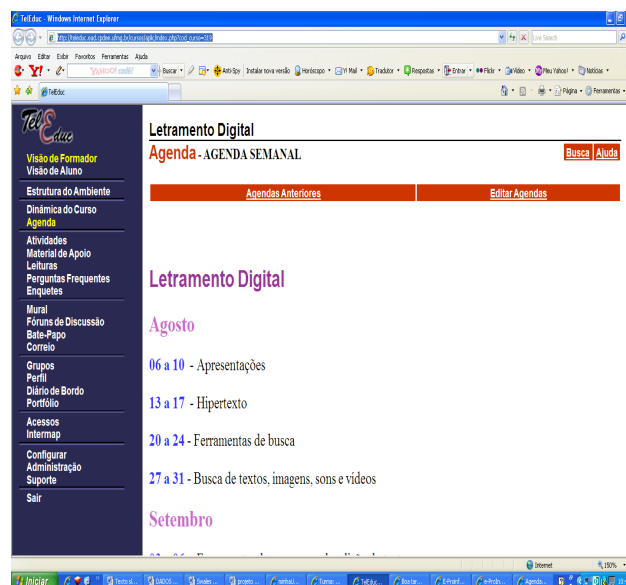 TelEduc - Windows Internet Explorer
Live Search
Arquivo Editar Exibir Favoritos Ferramentas Ajuda
Buscar Anti-Spy Instalar nova versão Horóscopo Y! Mail Tradutor Respostas Entrar Flickr Vídeo Meu Yahoo! Notícias
TelEduc Página Ferramentas
TelEduc
Letramento Digital
Agenda - AGENDA SEMANAL
Busca Ajuda
Agendas Anteriores Editar Agendas
Visão de Formador
Visão de Aluno
Estrutura do Ambiente
Dinâmica do Curso
Agenda
Atividades
Material de Apoio
Leituras
Perguntas Frequentes
Enquetes
Mural
Fóruns de Discussão
Bate-Papo
Correio
Grupos
Perfil
Diário de Bordo
Portfólio
Acessos
Intermap
Configurar
Administração
Suporte
Sair
Letramento Digital
Agosto
06 a 10 - Apresentações
13 a 17 - Hipertexto
20 a 24 - Ferramentas de busca
27 a 31 - Busca de textos, imagens, sons e vídeos
Setembro
Internet 150%
Iniciar